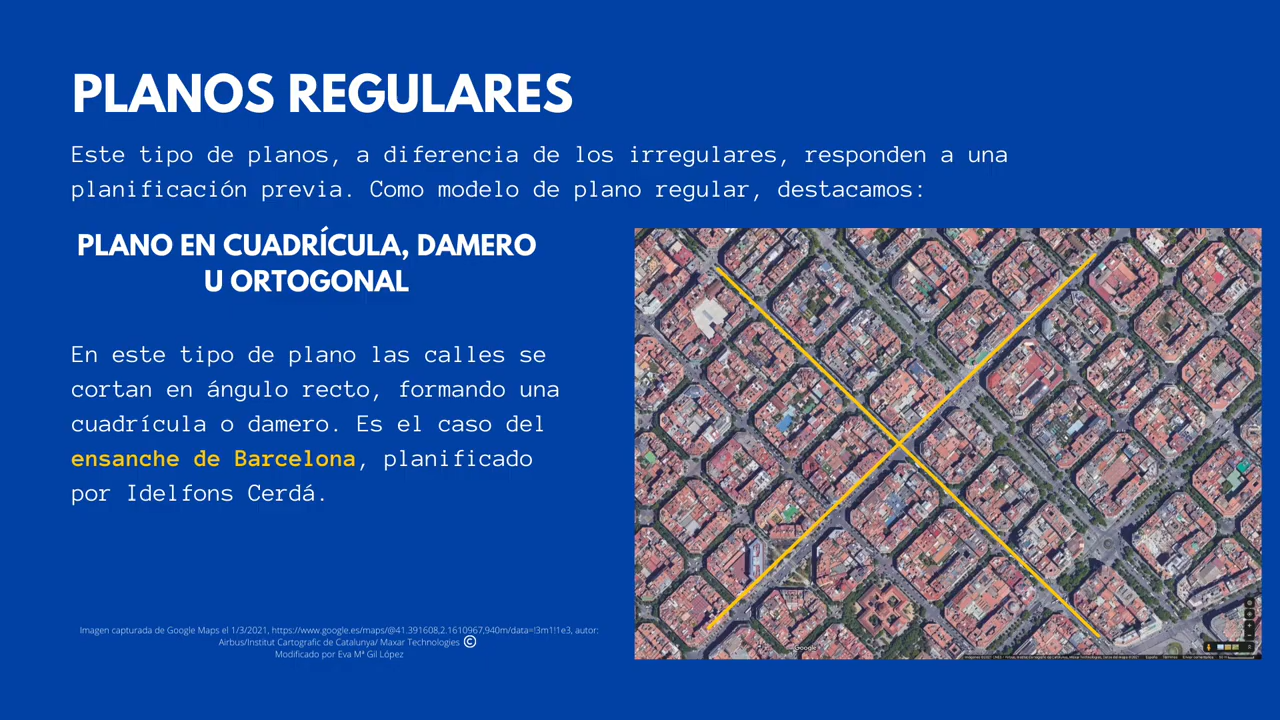 PLANOS REGULARES
Este tipo de planos, a diferencia de los irregulares, responden a una
planificación previa. Como modelo de plano regular, destacamos:
PLANO EN CUADRÍCULA, DAMERO
U ORTOGONAL
En este tipo de plano las calles se
cortan en ángulo recto, formando una
cuadrícula o damero. Es el caso del
ensanche de Barcelona, planificado
por Idelfons Cerdá.
Imagen capturada de Google Maps el 1/3/2021, https://www.google.es/maps/@41.391608,2.1610967,940m/data=!3m1!1e3, autor:
Airbus/Institut Cartografic de Catalunya/ Maxar Technologies ©
Modificado por Eva Mª Gil López
Google